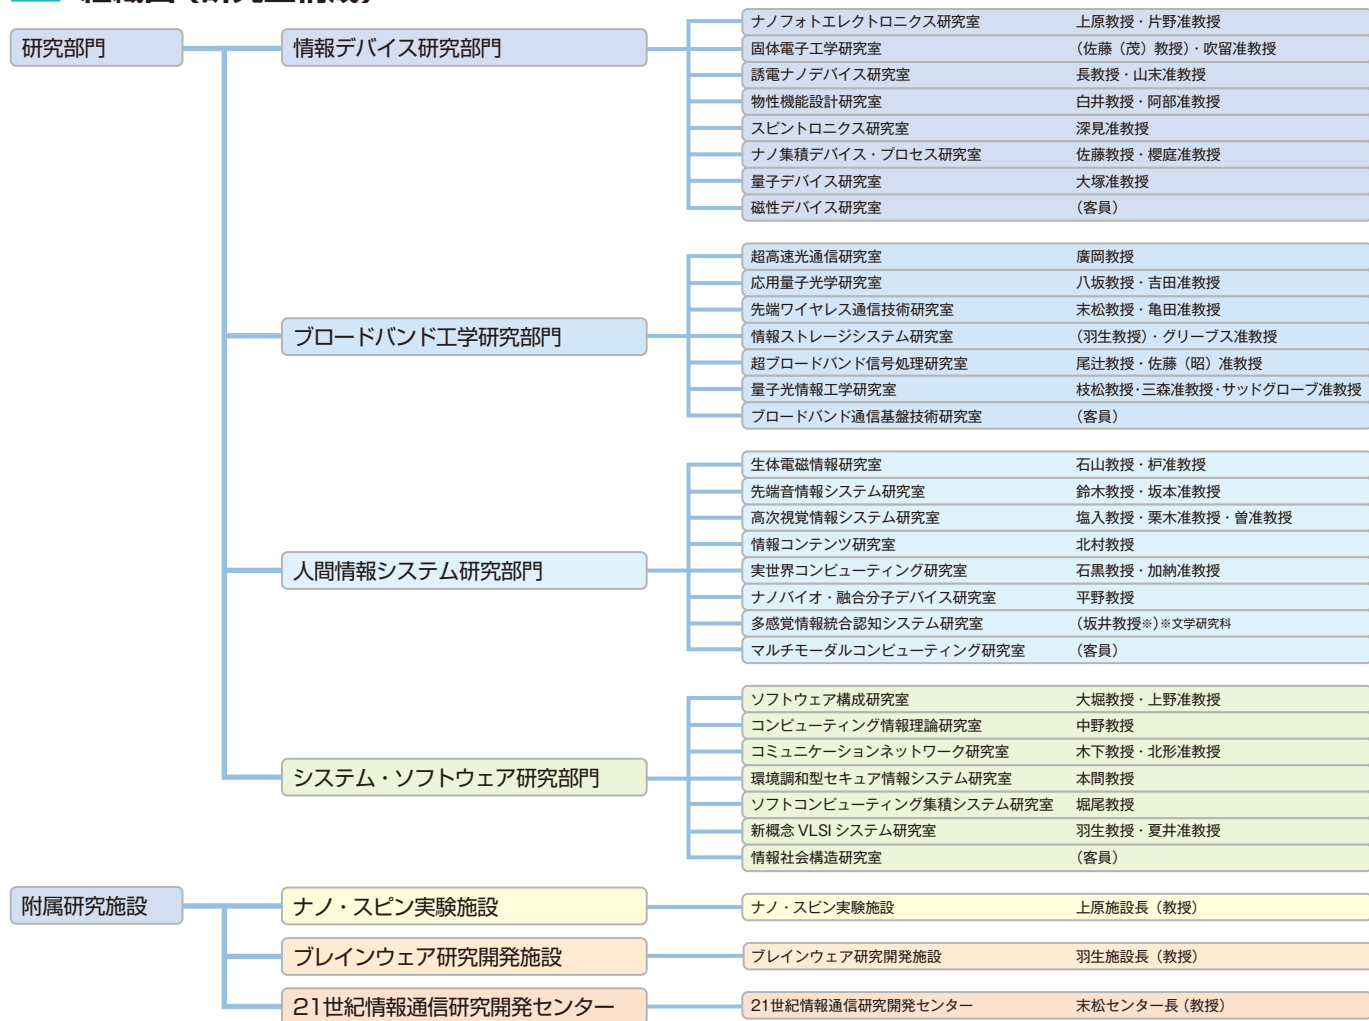 組織図（研究室構成）
研究部門
情報デバイス研究部門
ナノフォトエレクトロニクス研究室 上原教授・片野准教授
固体電子工学研究室 （佐藤（茂）教授）・吹留准教授
誘電ナノデバイス研究室 長教授・山末准教授
物性機能設計研究室 白井教授・阿部准教授
スピントロニクス研究室 深見准教授
ナノ集積デバイス・プロセス研究室 佐藤教授・櫻庭准教授
量子デバイス研究室 大塚准教授
磁性デバイス研究室 （客員）
ブロードバンド工学研究部門
超高速光通信研究室 廣岡教授
応用量子光学研究室 八坂教授・吉田准教授
先端ワイヤレス通信技術研究室 末松教授・亀田准教授
情報ストレージシステム研究室 （羽生教授）・グリーブス准教授
超ブロードバンド信号処理研究室 尾辻教授・佐藤（昭）准教授
量子光情報工学研究室 枝松教授・三森准教授・サッドグローブ准教授
ブロードバンド通信基盤技術研究室 （客員）
人間情報システム研究部門
生体電磁情報研究室 石山教授・枦准教授
先端音情報システム研究室 鈴木教授・坂本准教授
高次視覚情報システム研究室 塩入教授・栗木准教授・曽准教授
情報コンテンツ研究室 北村教授
実世界コンピューティング研究室 石黒教授・加納准教授
ナノバイオ・融合分子デバイス研究室 平野教授
多感覚情報統合認知システム研究室 （坂井教授※）※文学研究科
マルチモーダルコンピューティング研究室 （客員）
システム・ソフトウェア研究部門
ソフトウェア構成研究室 大堀教授・上野准教授
コンピューティング情報理論研究室 中野教授
コミュニケーションネットワーク研究室 木下教授・北形准教授
環境調和型セキュア情報システム研究室 本間教授
ソフトコンピューティング集積システム研究室 堀尾教授
新概念 VLSI システム研究室 羽生教授・夏井准教授
情報社会構造研究室 （客員）
附属研究施設
ナノ・スピン実験施設
ナノ・スピン実験施設 上原施設長（教授）
ブレインウェア研究開発施設
ブレインウェア研究開発施設 羽生施設長（教授）
21世紀情報通信研究開発センター
21世紀情報通信研究開発センター 末松センター長（教授）